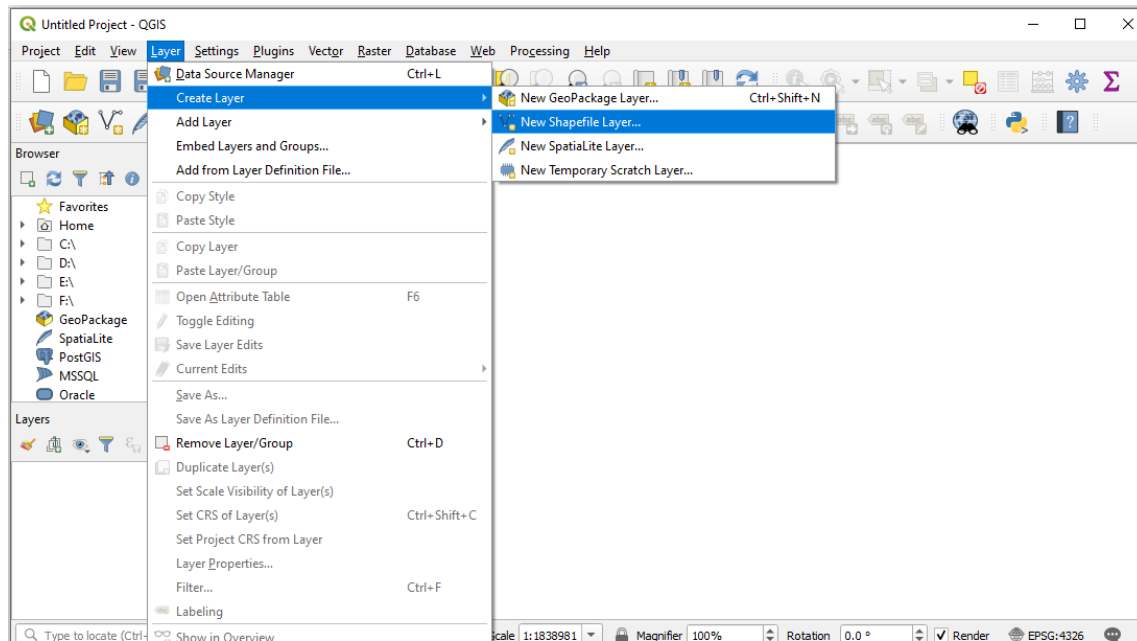 Untitled Project - QGIS
Project Edit View Layer Settings Plugins Vector Raster Database Web Processing Help
Data Source Manager Ctrl+L
Create Layer
Add Layer
Embed Layers and Groups...
Add from Layer Definition File...
Copy Style
Paste Style
Copy Layer
Paste Layer/Group
Open Attribute Table F6
Toggle Editing
Save Layer Edits
Current Edits
Save As...
Save As Layer Definition File...
Remove Layer/Group Ctrl+D
Duplicate Layer(s)
Set Scale Visibility of Layer(s)
Set CRS of Layer(s) Ctrl+Shift+C
Set Project CRS from Layer
Layer Properties...
Filter... Ctrl+F
Labeling
Show in Overview
New GeoPackage Layer... Ctrl+Shift+N
New Shapefile Layer...
New SpatiaLite Layer...
New Temporary Scratch Layer...
abc abc abc
Browser
Favorites
Home
C:\
D:\
E:\
F:\
GeoPackage
SpatiaLite
PostGIS
MSSQL
Oracle
Layers
Type to locate (Ctrl- Scale 1:1838981 Magnifier 100% Rotation 0.0 ° Render EPSG:4326